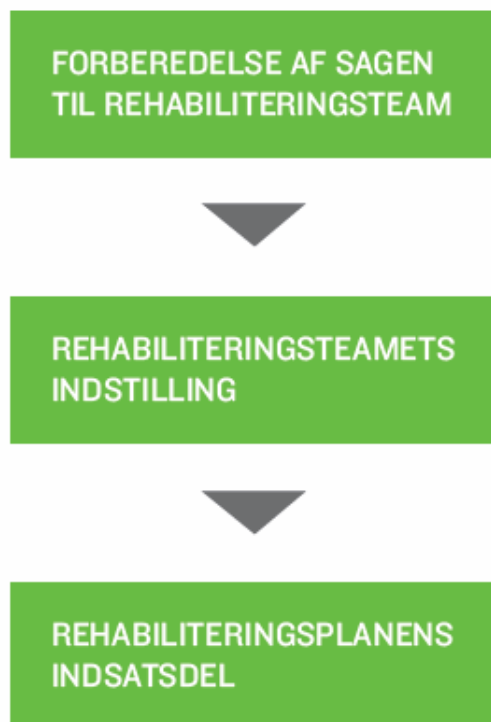 FORBEREDELSE AF SAGEN
TIL REHABILITERINGSTEAM
REHABILITERINGSTEAMETS
INDSTILLING
REHABILITERINGSPLANENS
INDSATSDEL